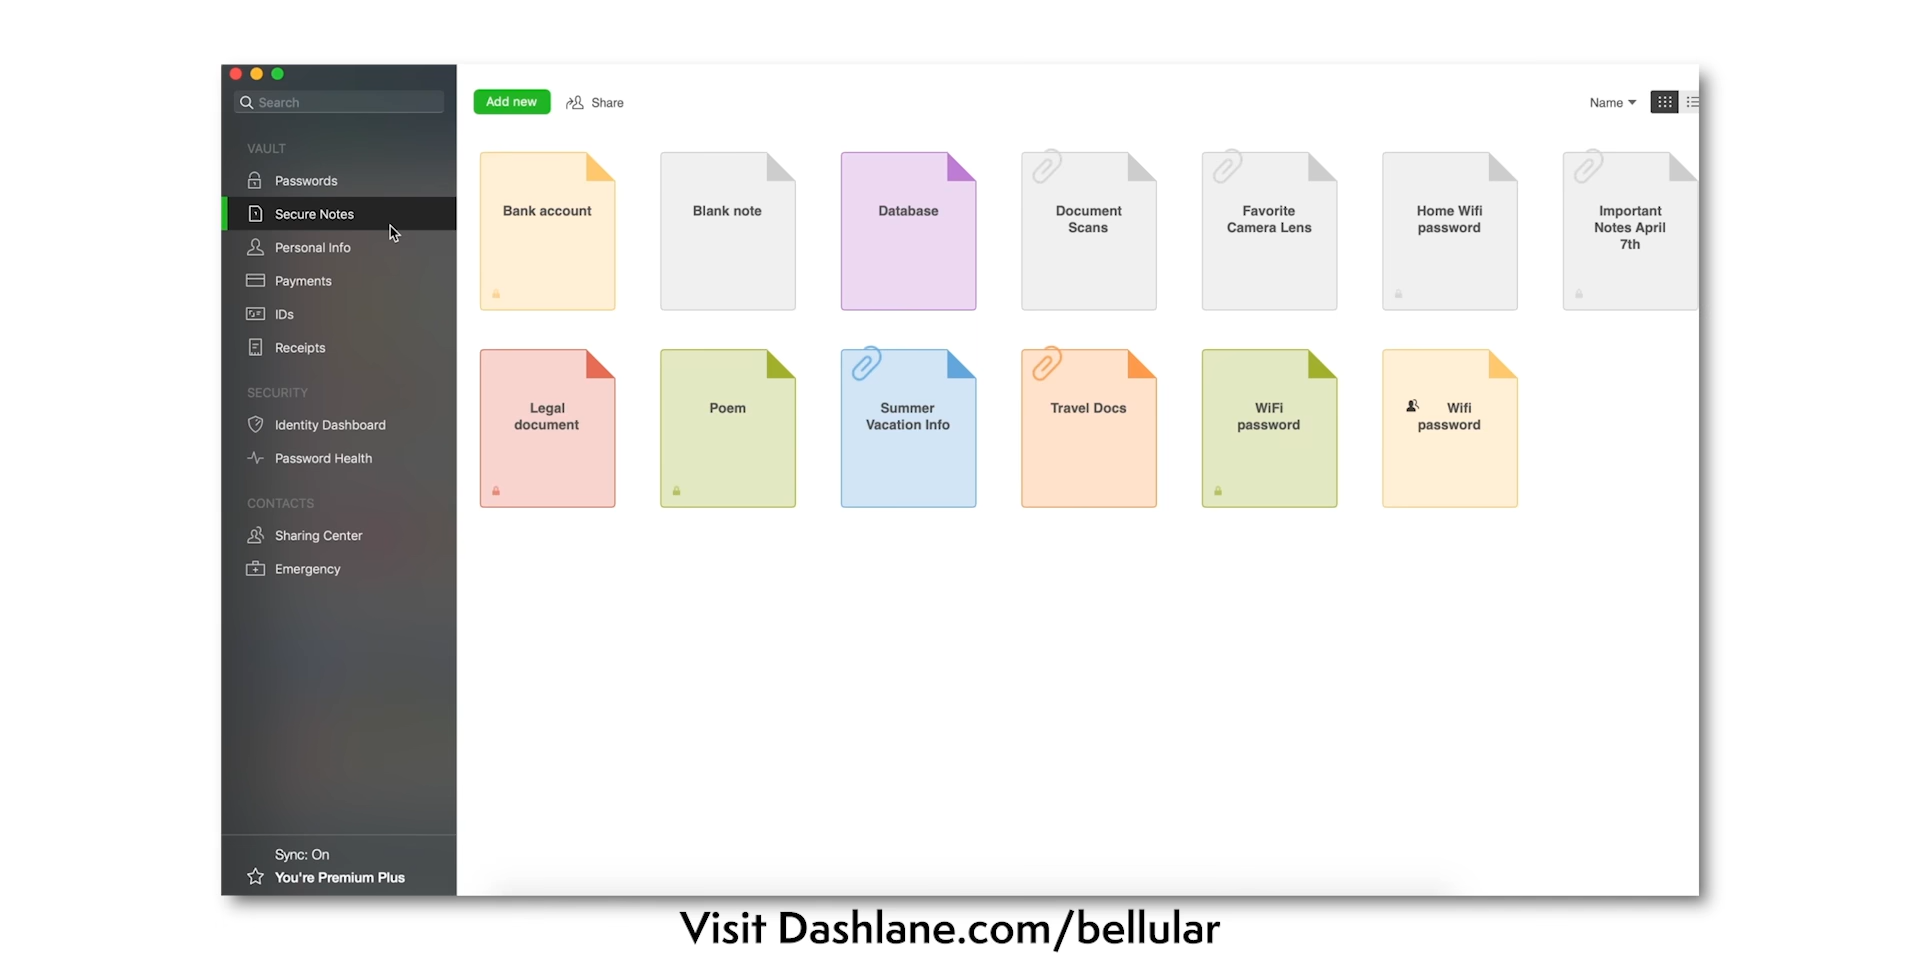 Search
VAULT
Passwords
Secure Notes
Personal Info
Payments
IDs
Receipts
SECURITY
Identity Dashboard
Password Health
CONTACTS
Sharing Center
Emergency
Sync: On
You're Premium Plus
Add new
Share
Name
Bank account
Blank note
Database
Document
Scans
Favorite
Camera Lens
Home Wifi
password
Important
Notes April
7th
Legal
document
Poem
Summer
Vacation Info
Travel Docs
WiFi
password
Wifi
password
Visit Dashlane.com/bellular